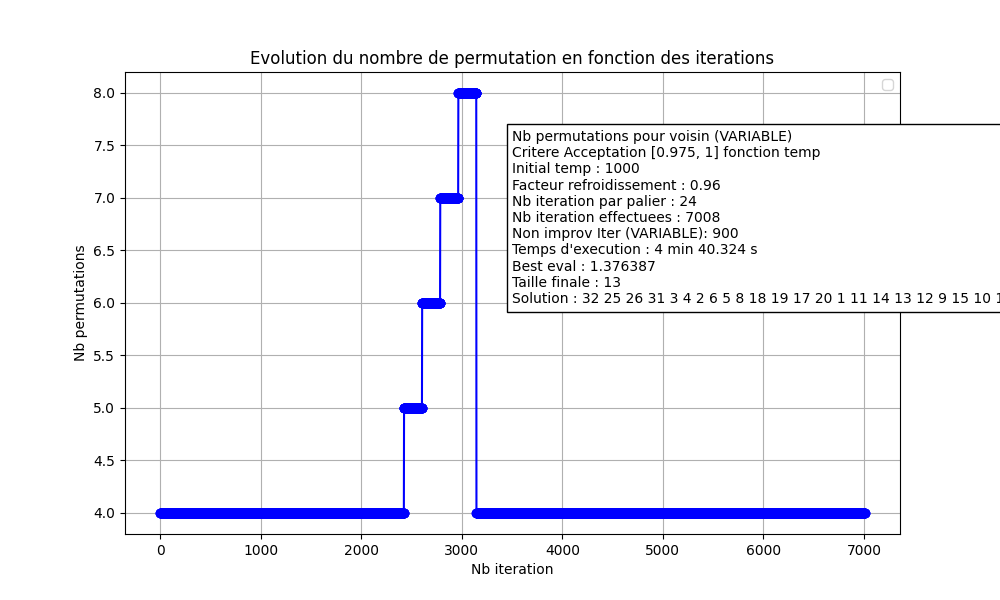 Evolution du nombre de permutation en fonction des iterations
8.0
7.5
7.0
6.5
6.0
5.5
5.0
4.5
4.0
Nb permutations
Nb permutations pour voisin (VARIABLE)
Critere Acceptation [0.975, 1] fonction temp
Initial temp : 1000
Facteur refroidissement : 0.96
Nb iteration par palier : 24
Nb iteration effectuees : 7008
Non improv Iter (VARIABLE): 900
Temps d'execution : 4 min 40.324 s
Best eval : 1.376387
Taille finale : 13
Solution : 32 25 26 31 3 4 2 6 5 8 18 19 17 20 1 11 14 13 12 9 15 10
0 1000 2000 3000 4000 5000 6000 7000
Nb iteration